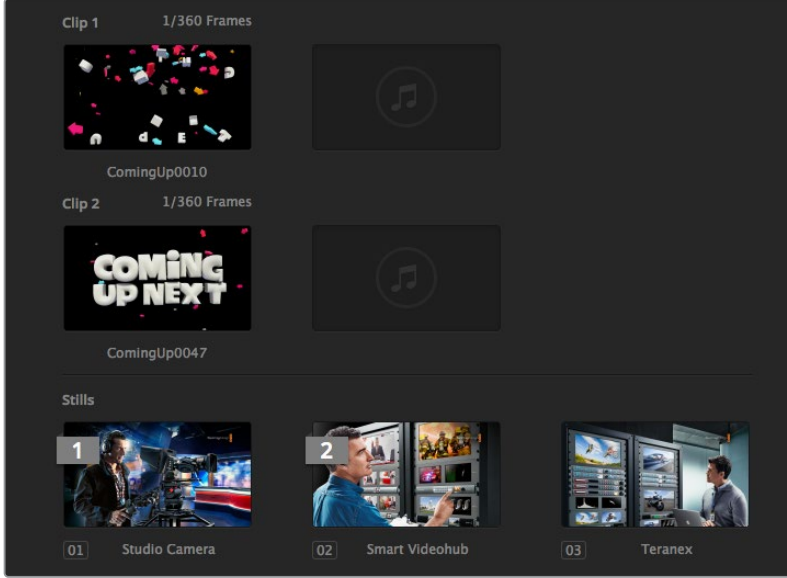 Clip 1 1/360 Frames
ComingUp0010
Clip 2 1/360 Frames
COMING
UP NEXT
ComingUp0047
Stills
1 2
01 Studio Camera 02 Smart Videohub 03 Teranex